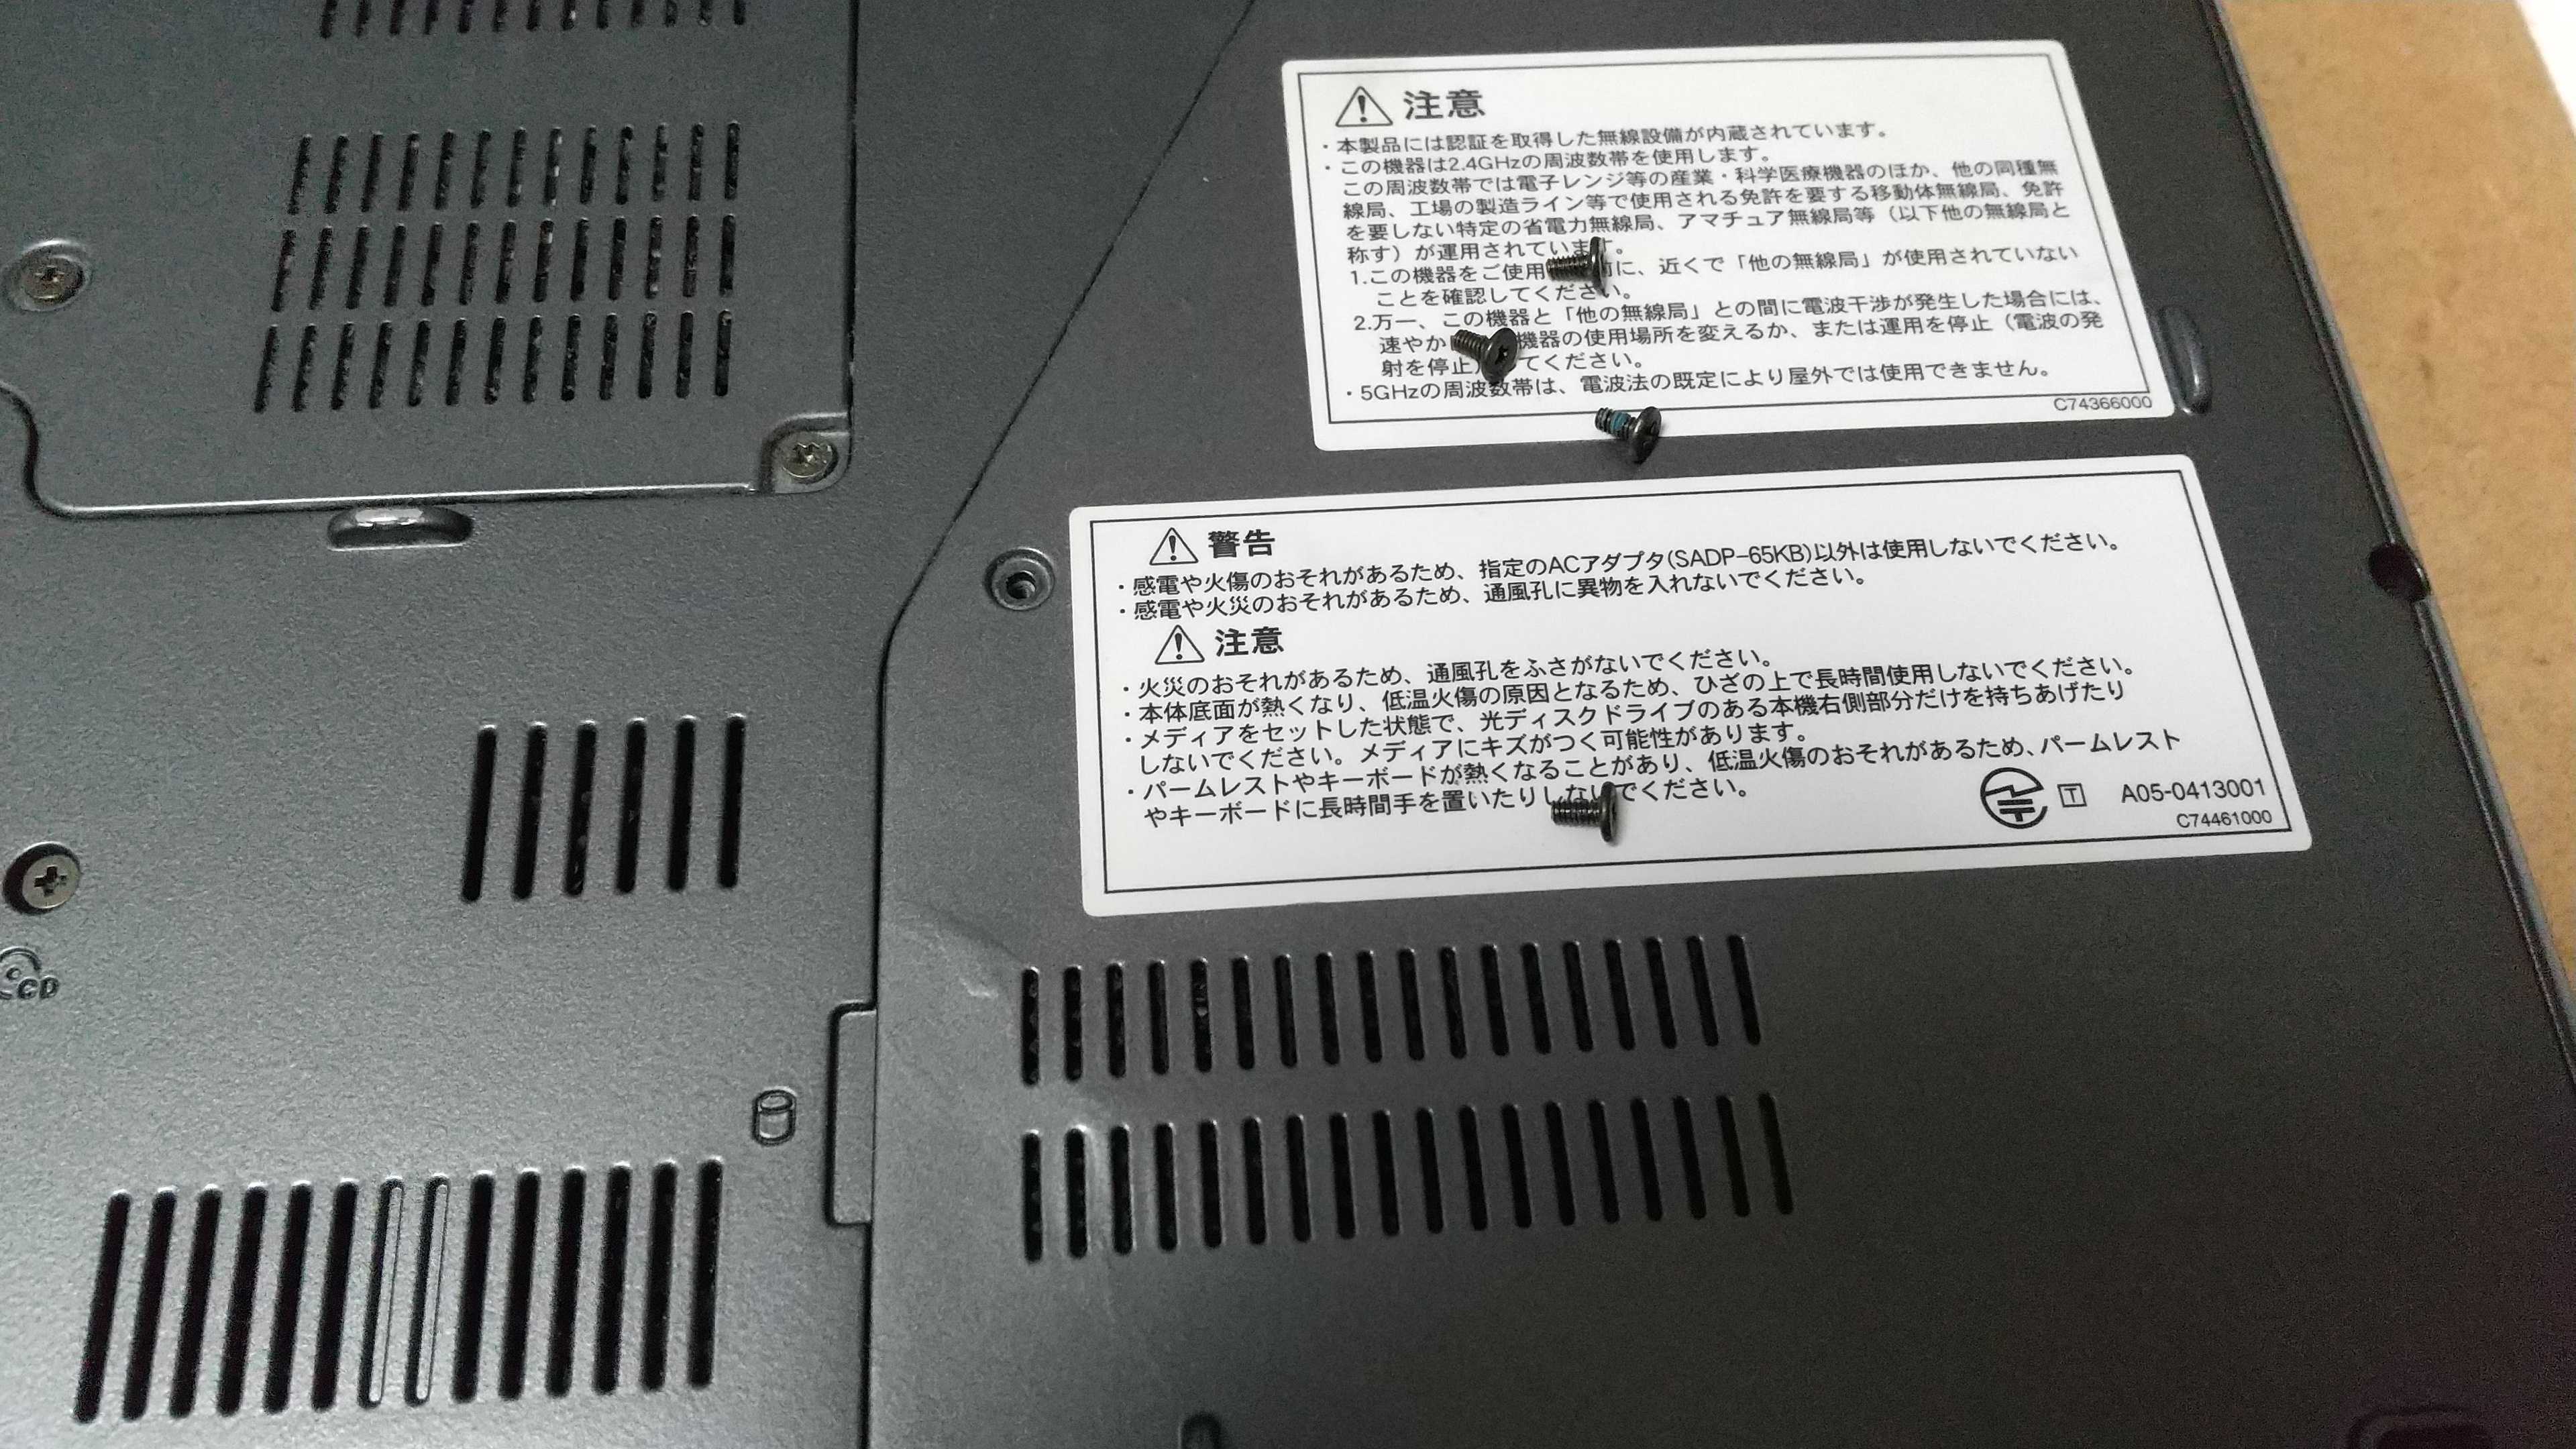 注意
・本製品には認証を取得した無線設備が内蔵されています。
・この機器は2.4GHzの周波数帯を使用します。
この周波数帯では電子レンジ等の産業・科学医療機器のほか、他の同種無
線局、工場の製造ライン等で使用される免許を要する移動体無線局、免許
を要しない特定の省電力無線局、アマチュア無線局等（以下他の無線局と
称す）が運用されています。
1.この機器をご使用 前に、近くで「他の無線局」が使用されていない
ことを確認してください。
2.万一、この機器と「他の無線局」との間に電波干渉が発生した場合には、
速やか 機器の使用場所を変えるか、または運用を停止（電波の発
射を停止） てください。
・5GHzの周波数帯は、電波法の既定により屋外では使用できません。
C74366000
警告
・感電や火傷のおそれがあるため、指定のACアダプタ(SADP-65KB)以外は使用しないでください。
・感電や火災のおそれがあるため、通風孔に異物を入れないでください。
注意
・火災のおそれがあるため、通風孔をふさがないでください。
・本体底面が熱くなり、低温火傷の原因となるため、ひざの上で長時間使用しないでください。
・メディアをセットした状態で、光ディスクドライブのある本機右側部分だけを持ちあげたり
しないでください。メディアにキズがつく可能性があります。
・パームレストやキーボードが熱くなることがあり、低温火傷のおそれがあるため、パームレスト
やキーボードに長時間手を置いたりしないでください。
T A05-0413001
C74461000
CD